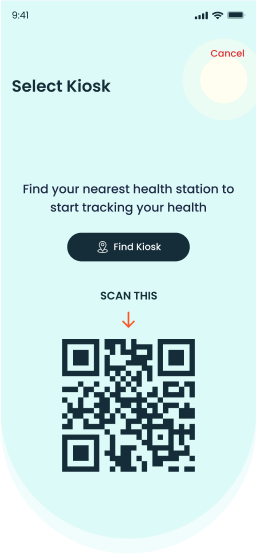 9:41
Cancel
Select Kiosk
Find your nearest health station to
start tracking your health
Find Kiosk
SCAN THIS